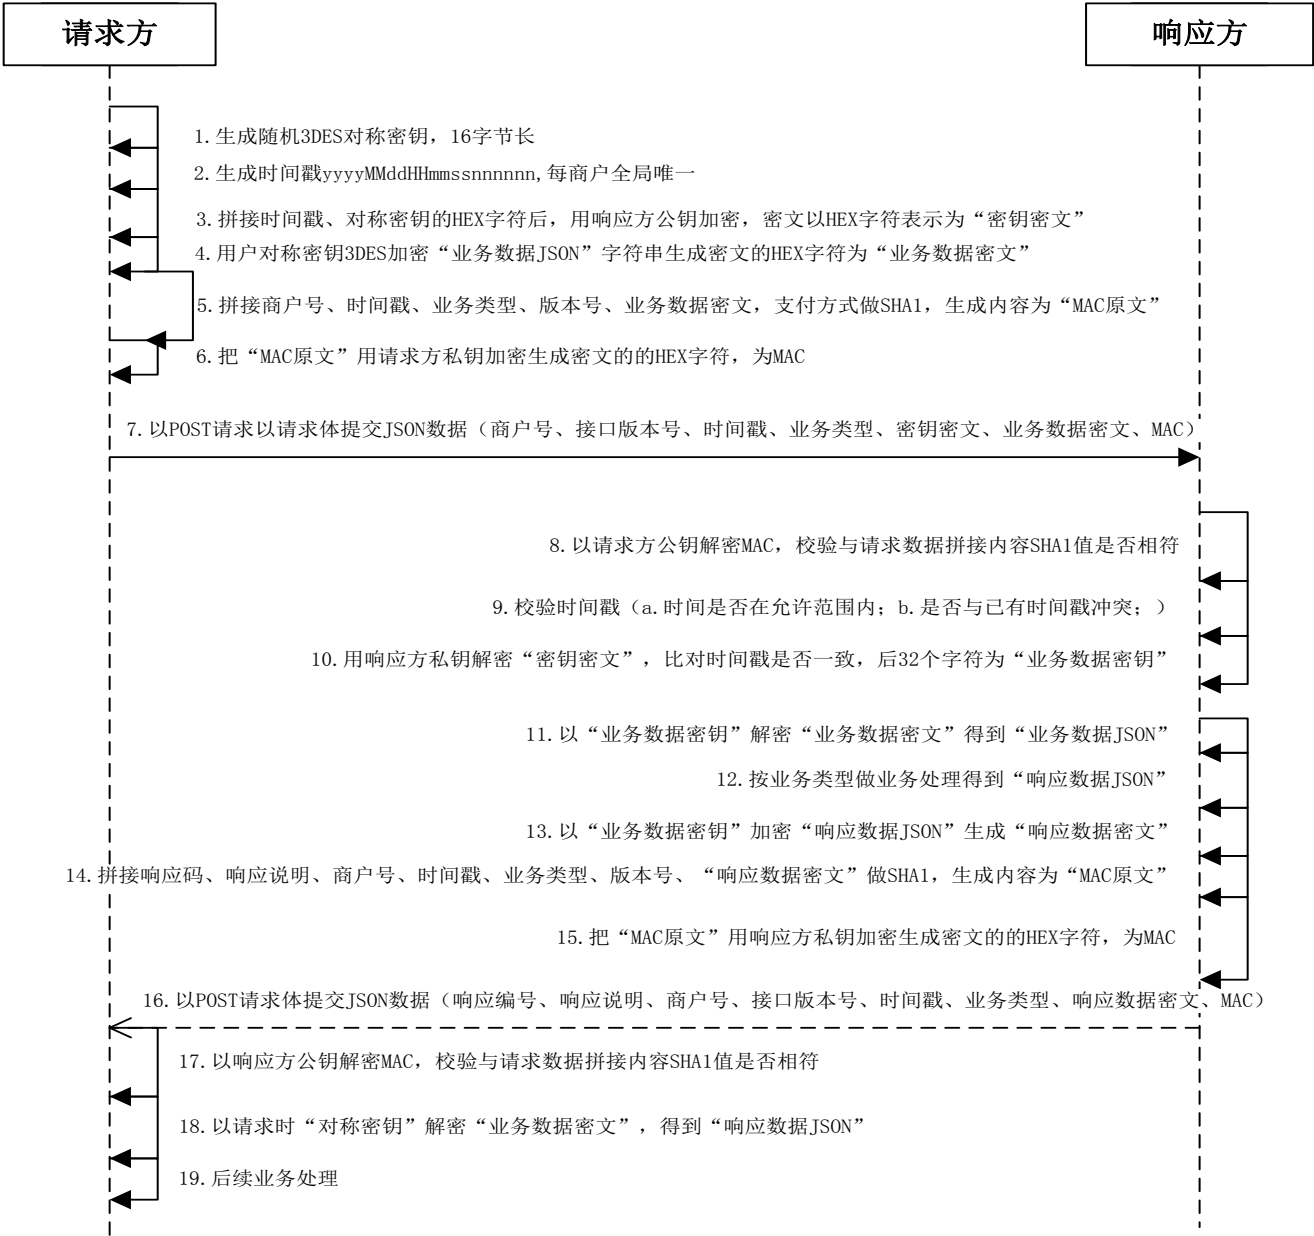 请求方
响应方
1.生成随机3DES对称密钥，16字节长
2.生成时间戳yyyyMMddHHmmssnnnnnn,每商户全局唯一
3.拼接时间戳、对称密钥的HEX字符后，用响应方公钥加密，密文以HEX字符表示为“密钥密文”
4.用户对称密钥3DES加密“业务数据JSON”字符串生成密文的HEX字符为“业务数据密文”
5.拼接商户号、时间戳、业务类型、版本号、业务数据密文，支付方式做SHA1，生成内容为“MAC原文”
6.把“MAC原文”用请求方私钥加密生成密文的的HEX字符，为MAC
7.以POST请求以请求体提交JSON数据（商户号、接口版本号、时间戳、业务类型、密钥密文、业务数据密文、MAC）
8.以请求方公钥解密MAC，校验与请求数据拼接内容SHA1值是否相符
9.校验时间戳（a.时间是否在允许范围内；b.是否与已有时间戳冲突；）
10.用响应方私钥解密“密钥密文”，比对时间戳是否一致，后32个字符为“业务数据密钥”
11.以“业务数据密钥”解密“业务数据密文”得到“业务数据JSON”
12.按业务类型做业务处理得到“响应数据JSON”
13.以“业务数据密钥”加密“响应数据JSON”生成“响应数据密文”
14.拼接响应码、响应说明、商户号、时间戳、业务类型、版本号、“响应数据密文”做SHA1，生成内容为“MAC原文”
15.把“MAC原文”用响应方私钥加密生成密文的的HEX字符，为MAC
16.以POST请求体提交JSON数据（响应编号、响应说明、商户号、接口版本号、时间戳、业务类型、响应数据密文、MAC）
17.以响应方公钥解密MAC，校验与请求数据拼接内容SHA1值是否相符
18.以请求时“对称密钥”解密“业务数据密文”，得到“响应数据JSON”
19.后续业务处理